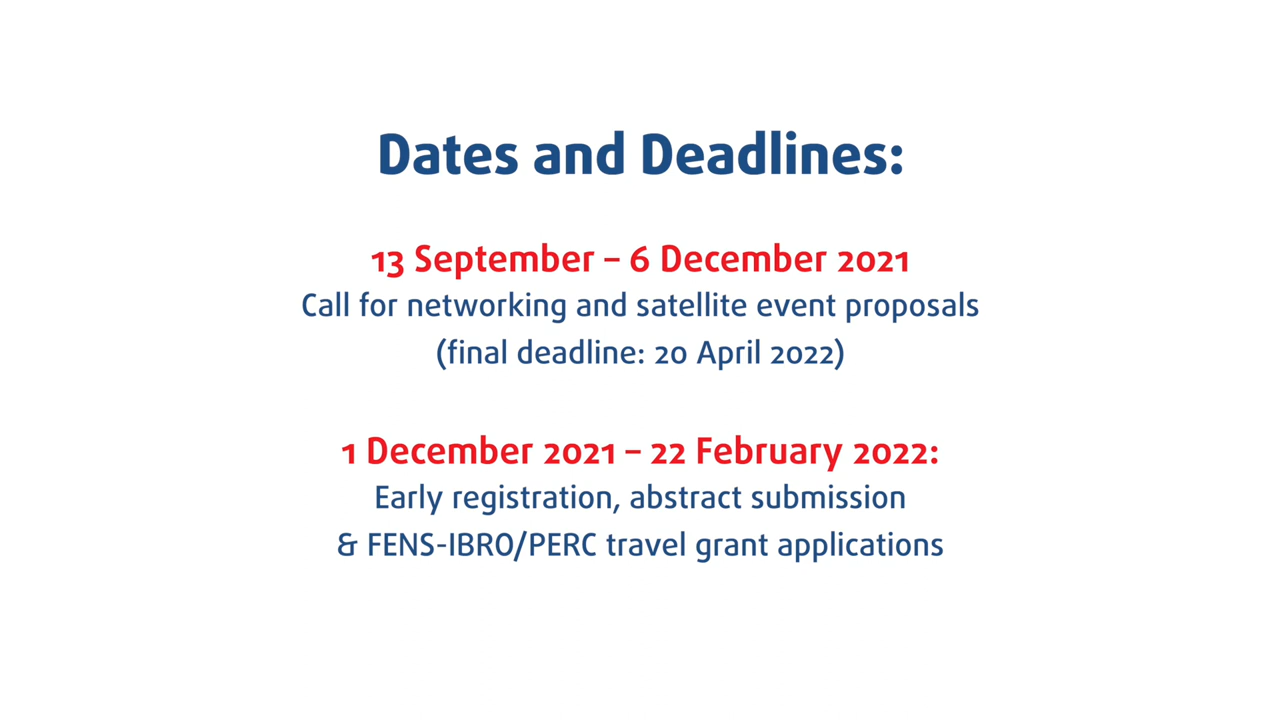 Dates and Deadlines:
13 September – 6 December 2021
Call for networking and satellite event proposals
(final deadline: 20 April 2022)
1 December 2021 – 22 February 2022:
Early registration, abstract submission
& FENS-IBRO/PERC travel grant applications